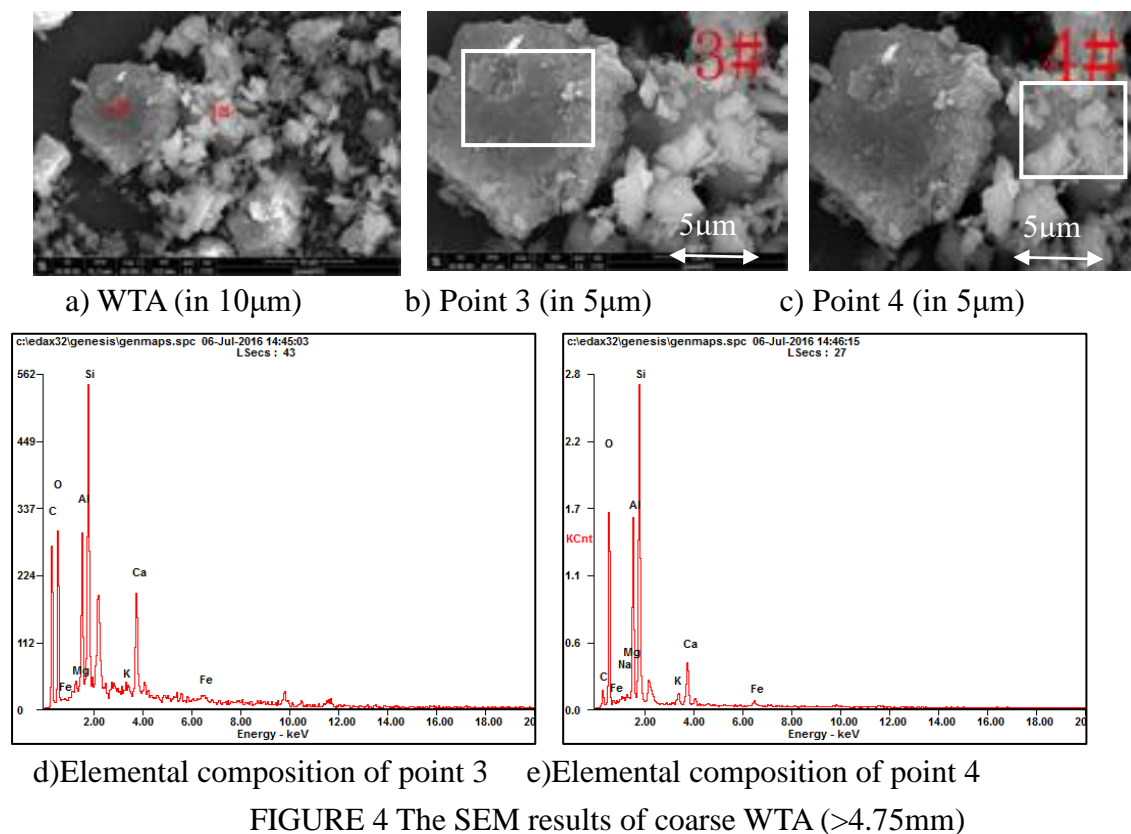 3#
4#
5μm
5μm
a) WTA (in 10μm) b) Point 3 (in 5μm) c) Point 4 (in 5μm)
c:\edax32\genesis\genmaps.spc 06-Jul-2016 14:45:03
LSecs : 43
562
449
337
224
112
0
Si
O
C
Al
Ca
Fe
Mg
K
Fe
2.00 4.00 6.00 8.00 10.00 12.00 14.00 16.00 18.00 20
Energy - keV
c:\edax32\genesis\genmaps.spc 06-Jul-2016 14:46:15
LSecs : 27
2.8
2.2
1.7
KCnt
1.1
0.6
0.0
Si
O
Al
Ca
Mg
Na
C
Fe
K
Fe
2.00 4.00 6.00 8.00 10.00 12.00 14.00 16.00 18.00 20
Energy - keV
d)Elemental composition of point 3 e)Elemental composition of point 4
FIGURE 4 The SEM results of coarse WTA (>4.75mm)